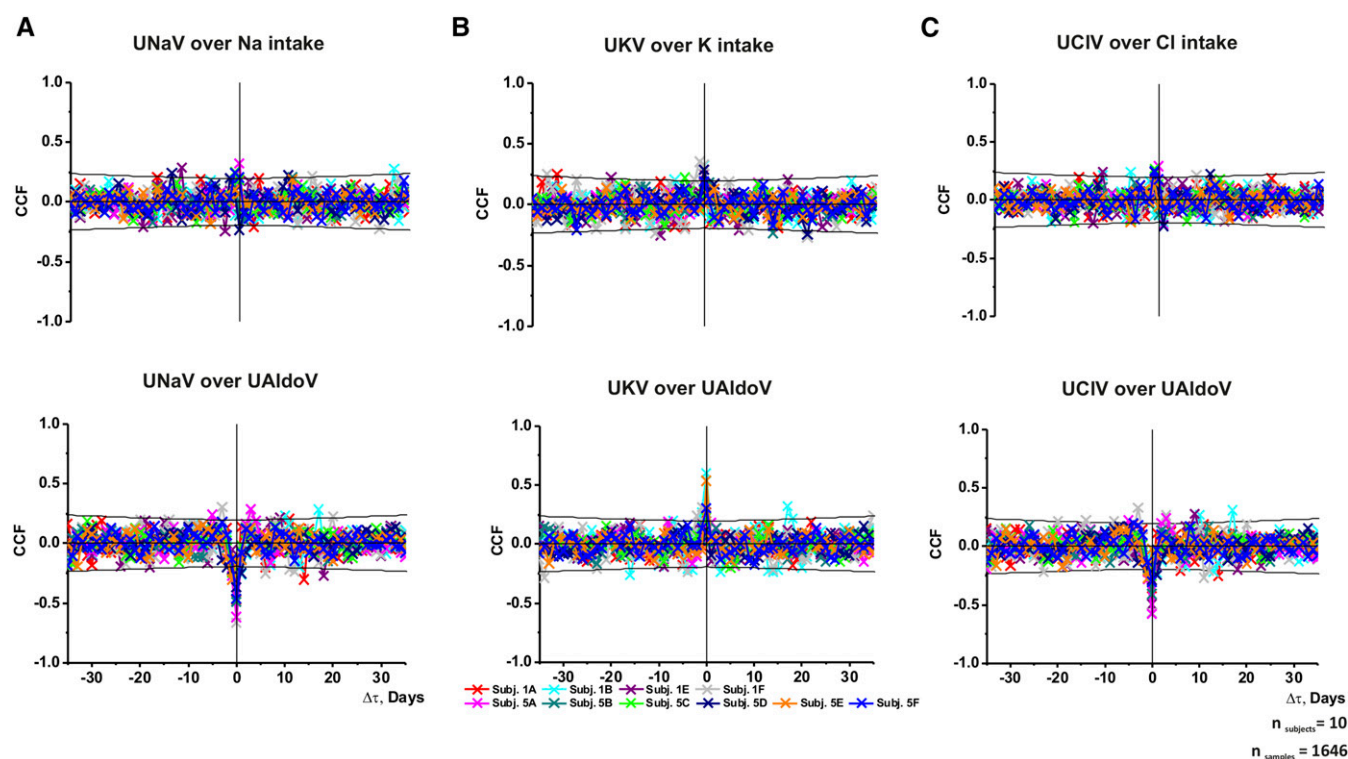 A
UNaV over Na intake
CCF
1.0
0.5
0.0
-0.5
-1.0
B
UKV over K intake
CCF
1.0
0.5
0.0
-0.5
-1.0
C
UClV over Cl intake
CCF
1.0
0.5
0.0
-0.5
-1.0
UNaV over UAldoV
CCF
1.0
0.5
0.0
-0.5
-1.0
-30 -20 -10 0 10 20 30
Δτ, Days
UKV over UAldoV
CCF
1.0
0.5
0.0
-0.5
-1.0
-30 -20 -10 0 10 20 30
UClV over UAldoV
CCF
1.0
0.5
0.0
-0.5
-1.0
-30 -20 -10 0 10 20 30
Δτ, Days
Subj. 1A Subj. 1B Subj. 1E Subj. 1F
Subj. 5A Subj. 5B Subj. 5C Subj. 5D Subj. 5E Subj. 5F
n subjects = 10
n samples = 1646